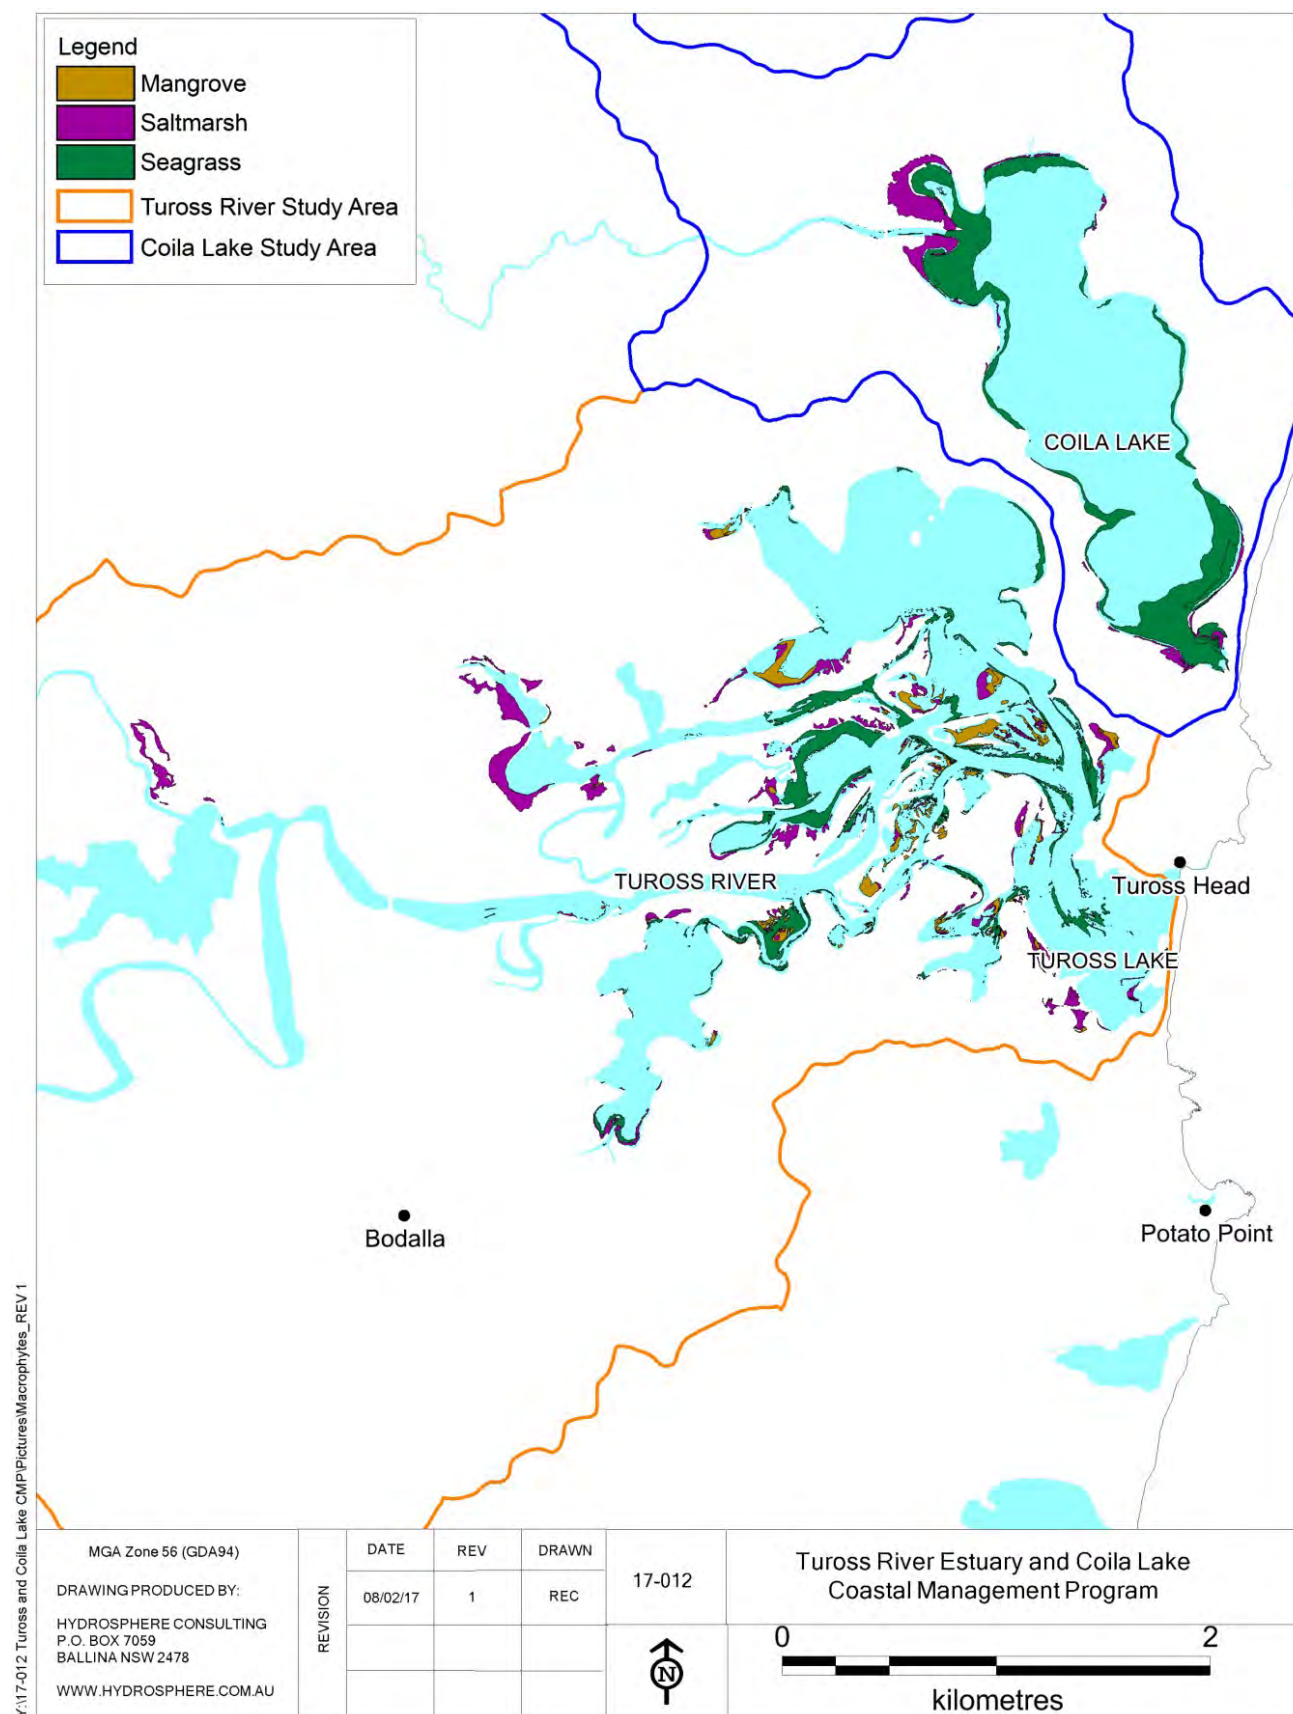 Legend
Mangrove
Saltmarsh
Seagrass
Tuross River Study Area
Coila Lake Study Area
COILA LAKE
TUROSS RIVER
Tuross Head
TUROSS LAKE
Bodalla
Potato Point
Y:\17-012 Tuross and Coila Lake CMP\Pictures\Macrophytes_REV 1
MGA Zone 56 (GDA94)
DRAWING PRODUCED BY:
HYDROSPHERE CONSULTING
P.O. BOX 7059
BALLINA NSW 2478
WWW.HYDROSPHERE.COM.AU
REVISION
DATE REV DRAWN
08/02/17 1 REC
17-012
N
Tuross River Estuary and Coila Lake
Coastal Management Program
0 2
kilometres